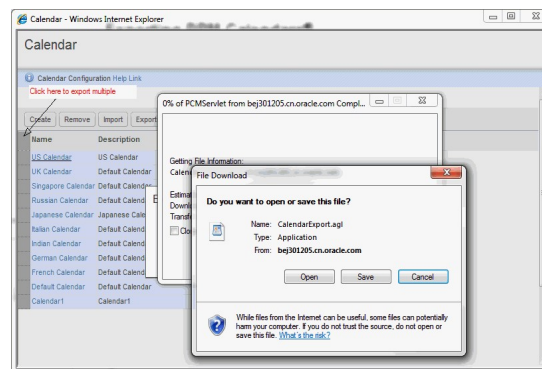 Calendar - Windows Internet Explorer
Calendar
Calendar Configuration Help Link
Click here to export multiple
Create Remove Import Export
Name Description
US Calendar US Calendar
UK Calendar Default Calendar
Singapore Calendar Default Calendar
Russian Calendar Default Calend
Japanese Calendar Japanese Cale
Italian Calendar Default Calend
Indian Calendar Default Calend
German Calendar Default Calend
French Calendar Default Calend
Default Calendar Default Calendar
Calendar1 Calendar1
0% of PCMServlet from bej301205.cn.oracle.com Compl...
Getting File Information:
Calen
Estimat
Downlo
Transfe
Clo
File Download
Do you want to open or save this file?
Name: CalendarExport.agl
Type: Application
From: bej301205.cn.oracle.com
Open Save Cancel
While files from the Internet can be useful, some files can potentially
harm your computer. If you do not trust the source, do not open or
save this file. What's the risk?